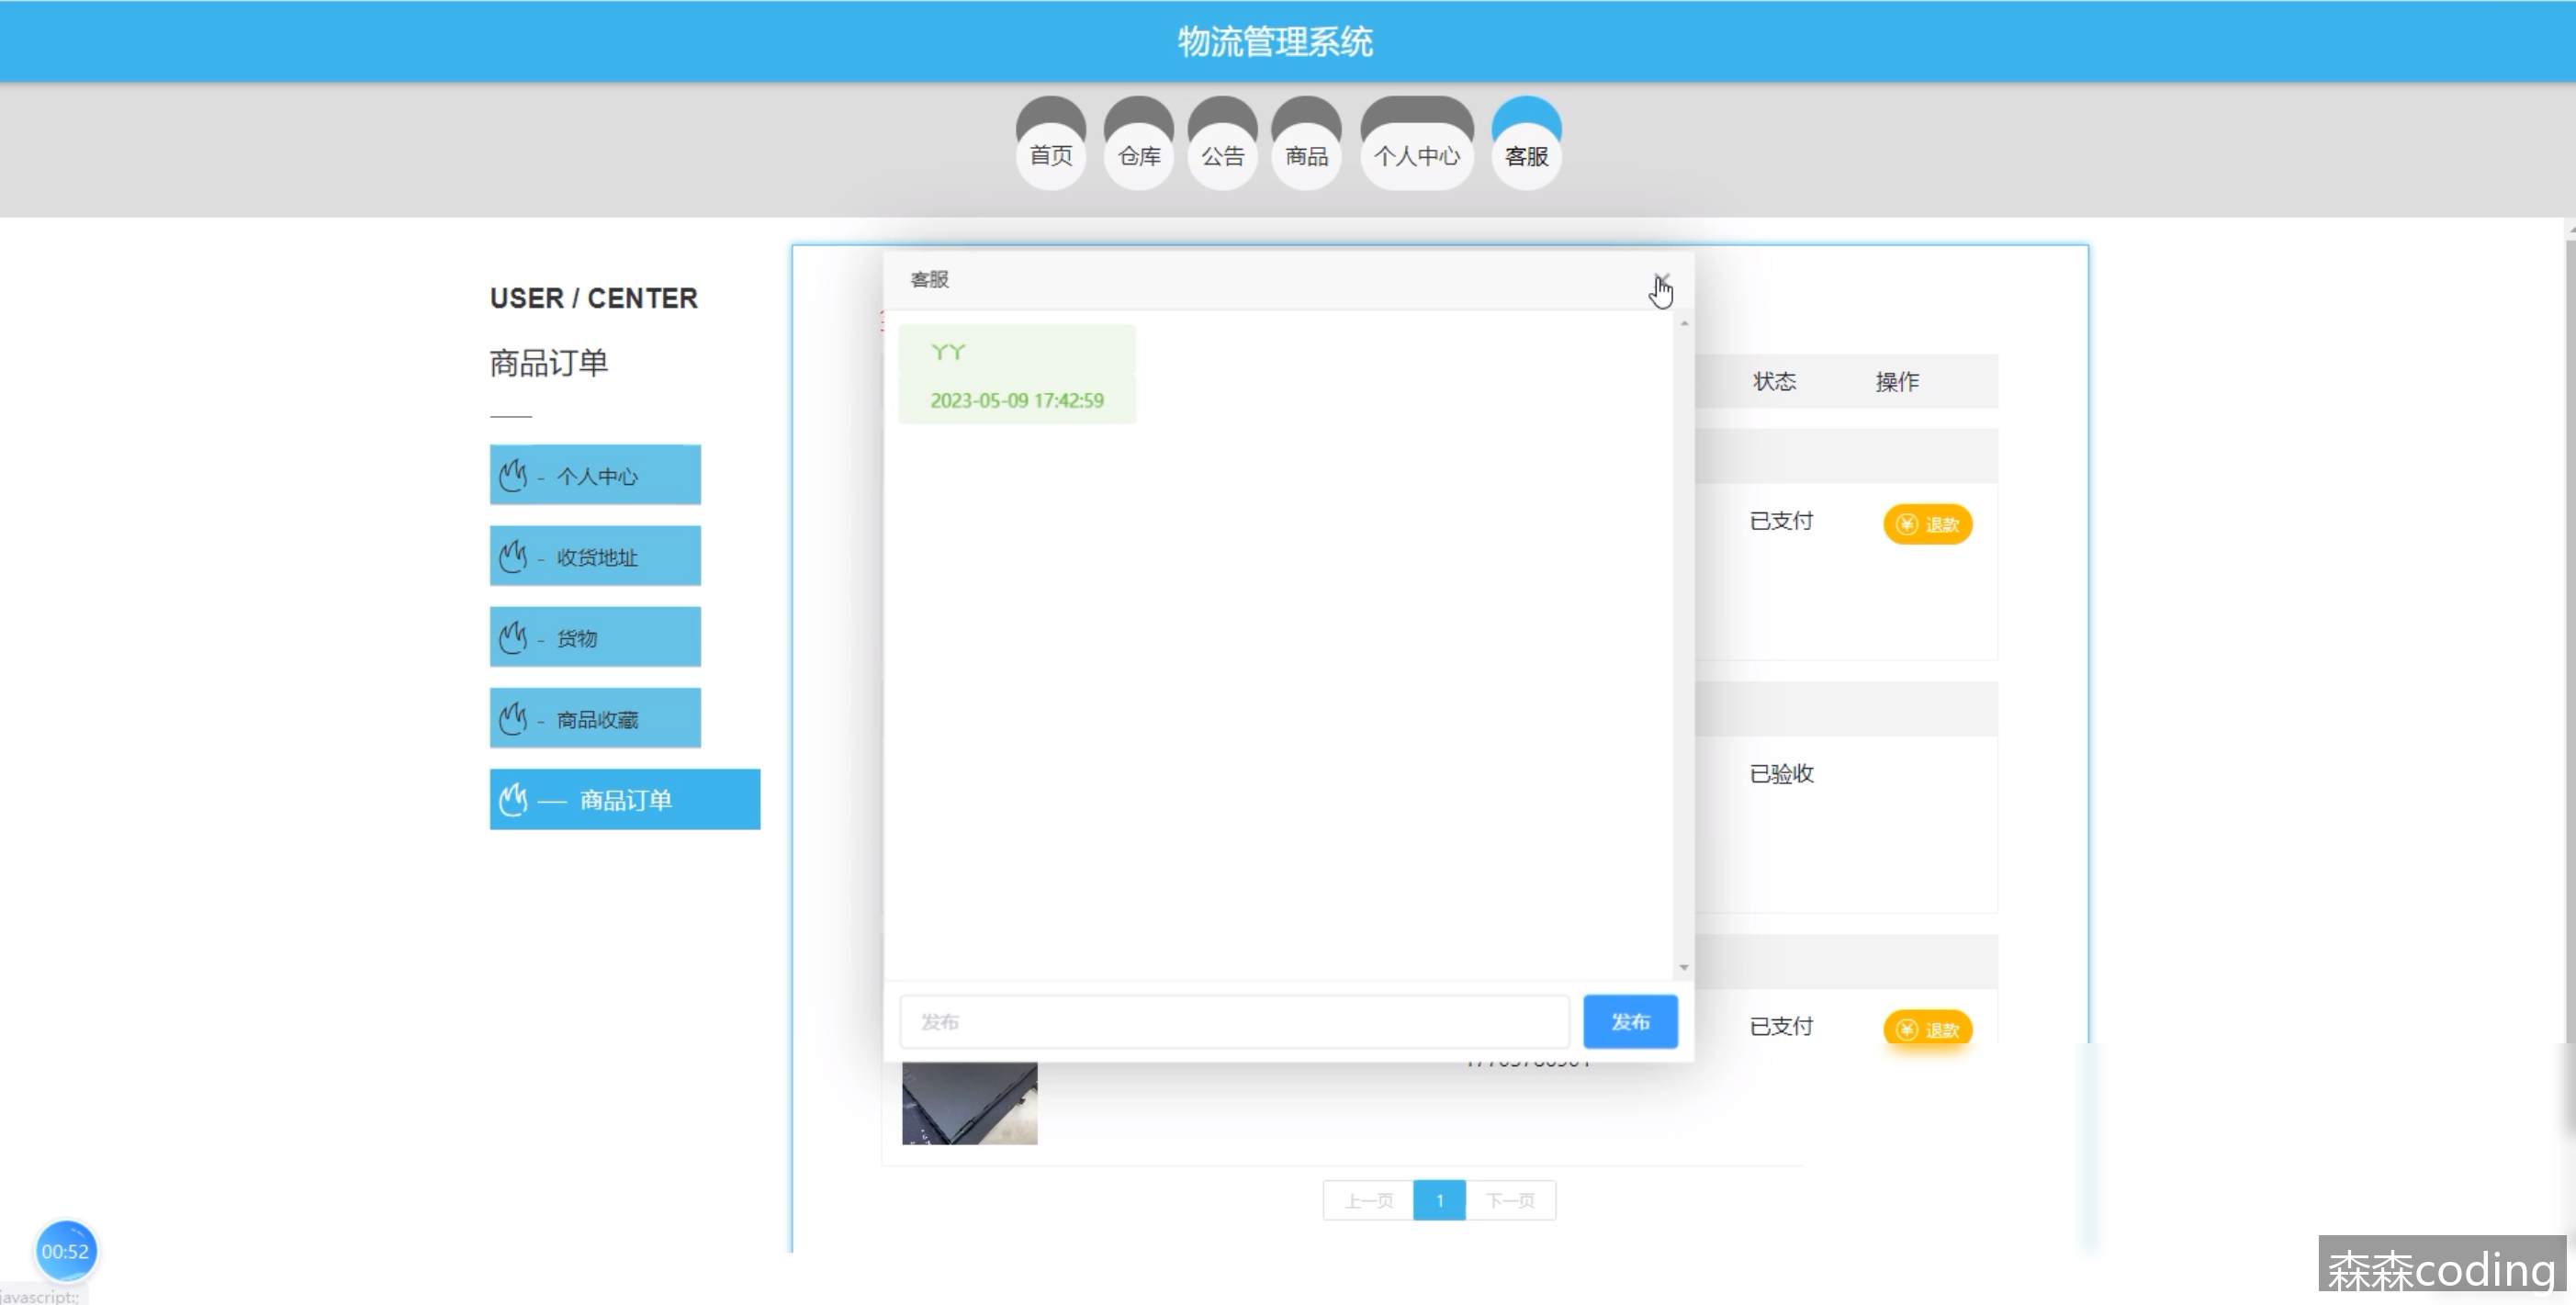 物流管理系统
首页
仓库
公告
商品
个人中心
客服
USER / CENTER
商品订单
- 个人中心
- 收货地址
- 货物
- 商品收藏
— 商品订单
客服
丫丫
2023-05-09 17:42:59
发布
发布
状态
操作
已支付
退款
已验收
已支付
退款
上一页
1
下一页
00:52
javascript:;
森森coding